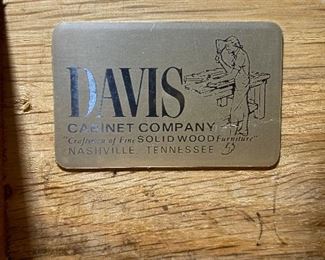 DAVIS
CABINET COMPANY
"Craftsmen of Fine SOLID WOOD Furniture"
NASHVILLE, TENNESSEE